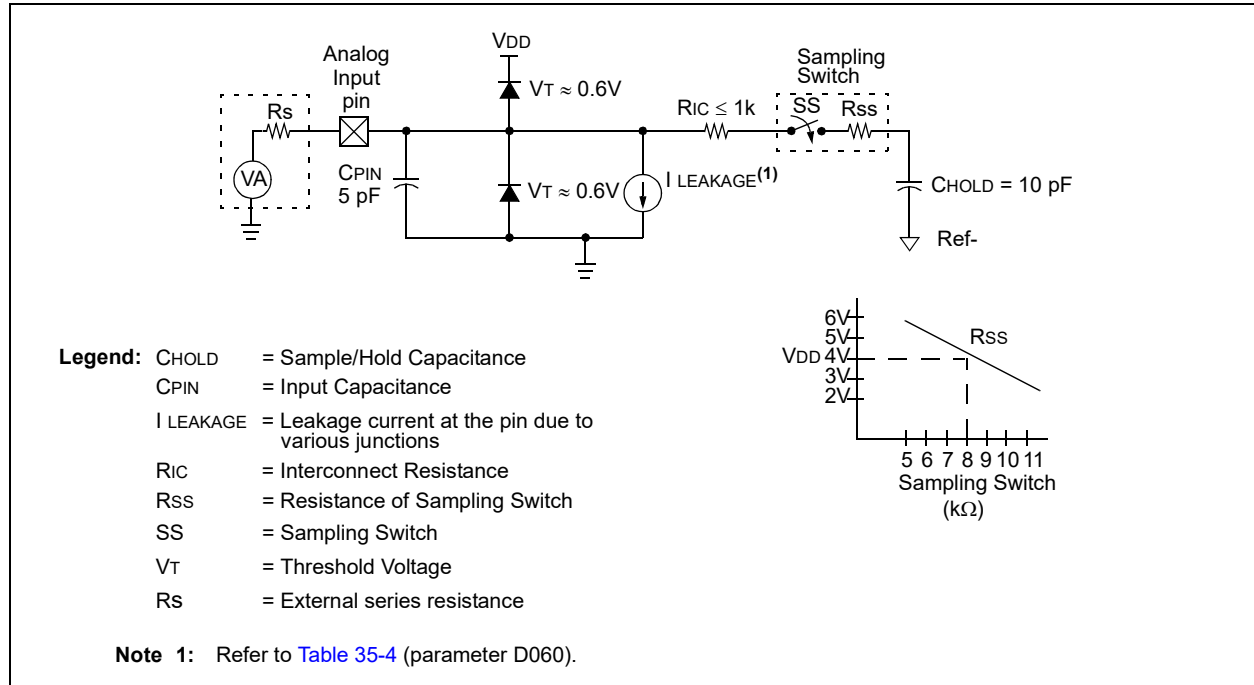 VDD
Analog
Input
pin
Sampling
Switch
VT ≈ 0.6V
Rs
RIC ≤ 1k
SS
Rss
VA
CPIN
5 pF
VT ≈ 0.6V
I LEAKAGE(1)
CHOLD = 10 pF
Ref-
6V
5V
VDD 4V
3V
2V
RSS
5 6 7 8 9 10 11
Sampling Switch
(kΩ)
Legend: CHOLD = Sample/Hold Capacitance
CPIN = Input Capacitance
I LEAKAGE = Leakage current at the pin due to
various junctions
RIC = Interconnect Resistance
RSS = Resistance of Sampling Switch
SS = Sampling Switch
VT = Threshold Voltage
Rs = External series resistance
Note 1: Refer to Table 35-4 (parameter D060).